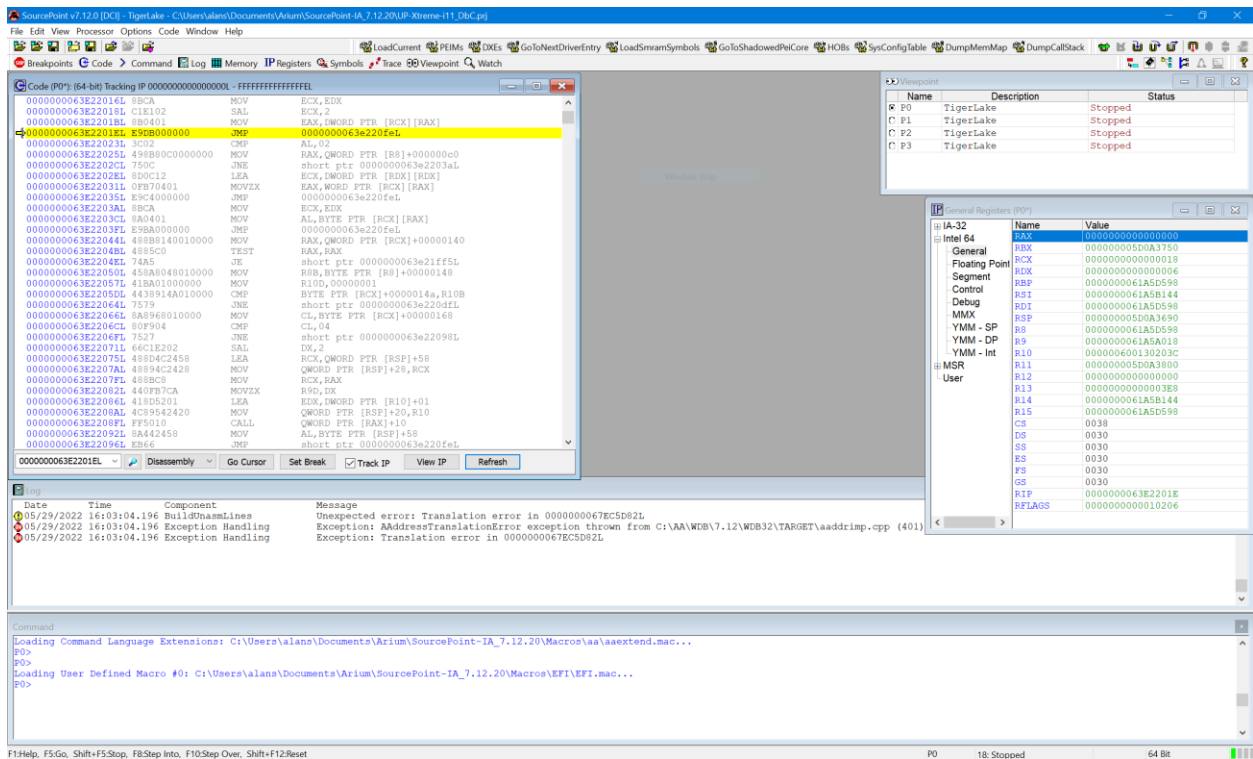 SourcePoint v7.12.0 [DCI] - TigerLake - C:\Users\alans\Documents\Arium\SourcePoint-IA_7.12.20\UP-Xtreme-i11_DbC.prj
File Edit View Processor Options Code Window Help
LoadCurrent PEIMs DXEs GoToNextDriverEntry LoadSmramSymbols GoToShadowedPeiCore HOBs SysConfigTable DumpMemMap DumpCallStack
Breakpoints Code Command Log Memory IP Registers Symbols Trace Viewpoint Watch
Code (P0*): (64-bit) Tracking IP 0000000000000000L - FFFFFFFFFFFFFFFFL
0000000063E22016L 8BCA MOV ECX,EDX
0000000063E22018L C1E102 SAL ECX,2
0000000063E2201BL 8B0401 MOV EAX,DWORD PTR [RCX][RAX]
0000000063E2201EL E9DB000000 JMP 0000000063e220feL
0000000063E22023L 3C02 CMP AL,02
0000000063E22025L 498B80C0000000 MOV RAX,QWORD PTR [R8]+000000c0
0000000063E2202CL 750C JNE short ptr 0000000063e2203aL
0000000063E2202EL 8D0C12 LEA ECX,DWORD PTR [RDX][RDX]
0000000063E22031L 0FB70401 MOVZX EAX,WORD PTR [RCX][RAX]
0000000063E22035L E9C4000000 JMP 0000000063e220feL
0000000063E2203AL 8BCA MOV ECX,EDX
0000000063E2203CL 8A0401 MOV AL,BYTE PTR [RCX][RAX]
0000000063E2203FL E9BA000000 JMP 0000000063e220feL
0000000063E22044L 488B8140010000 MOV RAX,QWORD PTR [RCX]+00000140
0000000063E2204BL 4885C0 TEST RAX,RAX
0000000063E2204EL 74A5 JE short ptr 0000000063e21ff5L
0000000063E22050L 458A8048010000 MOV R8B,BYTE PTR [R8]+00000148
0000000063E22057L 41BA01000000 MOV R10D,00000001
0000000063E2205DL 4438914A010000 CMP BYTE PTR [RCX]+0000014a,R10B
0000000063E22064L 7579 JNE short ptr 0000000063e220dfL
0000000063E22066L 8A8968010000 MOV CL,BYTE PTR [RCX]+00000168
0000000063E2206CL 80F904 CMP CL,04
0000000063E2206FL 7527 JNE short ptr 0000000063e22098L
0000000063E22071L 66C1E202 SAL DX,2
0000000063E22075L 488D4C2458 LEA RCX,QWORD PTR [RSP]+58
0000000063E2207AL 48894C2428 MOV QWORD PTR [RSP]+28,RCX
0000000063E2207FL 488BC8 MOV RCX,RAX
0000000063E22082L 440FB7CA MOVZX R9D,DX
0000000063E22086L 418D5201 LEA EDX,DWORD PTR [R10]+01
0000000063E2208AL 4C89542420 MOV QWORD PTR [RSP]+20,R10
0000000063E2208FL FF5010 CALL QWORD PTR [RAX]+10
0000000063E22092L 8A442458 MOV AL,BYTE PTR [RSP]+58
0000000063E22096L EB66 JMP short ptr 0000000063e220feL
0000000063E2201EL Disassembly Go Cursor Set Break Track IP View IP Refresh
Viewpoint
Name Description Status
P0 TigerLake Stopped
P1 TigerLake Stopped
P2 TigerLake Stopped
P3 TigerLake Stopped
IP General Registers (P0*)
IA-32
Intel 64
General
Floating Point
Segment
Control
Debug
MMX
YMM - SP
YMM - DP
YMM - Int
MSR
User
Name Value
RAX 0000000000000000
RBX 000000005D0A3750
RCX 0000000000000018
RDX 0000000000000006
RBP 0000000061A5D598
RSI 0000000061A5B144
RDI 0000000061A5D598
RSP 000000005D0A3690
R8 0000000061A5D598
R9 0000000061A5A018
R10 000000600130203C
R11 000000005D0A3800
R12 0000000000000000
R13 00000000000003E8
R14 0000000061A5B144
R15 0000000061A5D598
CS 0038
DS 0030
SS 0030
ES 0030
FS 0030
GS 0030
RIP 0000000063E2201E
RFLAGS 0000000000010206
Log
Date Time Component Message
05/29/2022 16:03:04.196 BuildUnasmLines Unexpected error: Translation error in 0000000067EC5D82L
05/29/2022 16:03:04.196 Exception Handling Exception: AAddressTranslationError exception thrown from C:\AA\WDB\7.12\WDB32\TARGET\aaddrimp.cpp (401)
05/29/2022 16:03:04.196 Exception Handling Exception: Translation error in 0000000067EC5D82L
Command
Loading Command Language Extensions: C:\Users\alans\Documents\Arium\SourcePoint-IA_7.12.20\Macros\aa\aaextend.mac...
P0>
P0>
Loading User Defined Macro #0: C:\Users\alans\Documents\Arium\SourcePoint-IA_7.12.20\Macros\EFI\EFI.mac...
P0>
F1:Help, F5:Go, Shift+F5:Stop, F8:Step Into, F10:Step Over, Shift+F12:Reset P0 18: Stopped 64 Bit